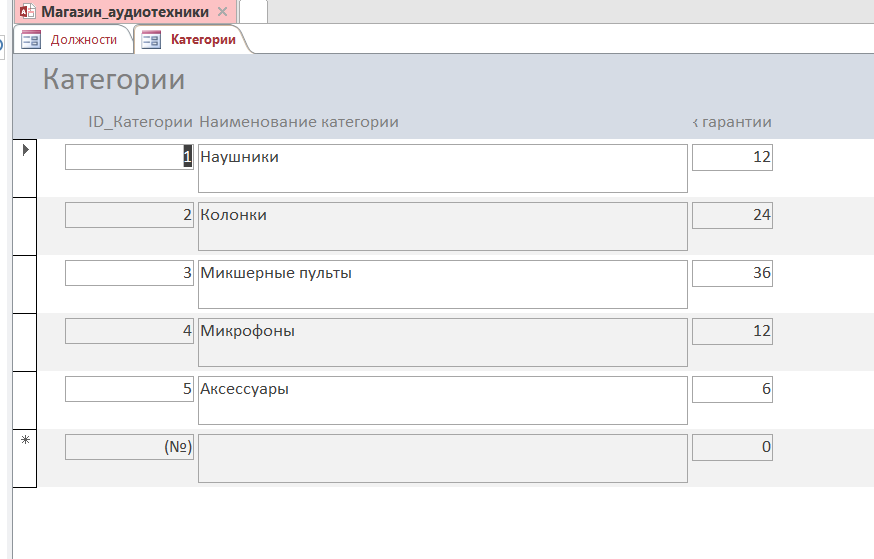 Магазин_аудиотехники
Должности Категории
Категории
ID_Категории Наименование категории к гарантии
1 Наушники 12
2 Колонки 24
3 Микшерные пульты 36
4 Микрофоны 12
5 Аксессуары 6
(№) 0